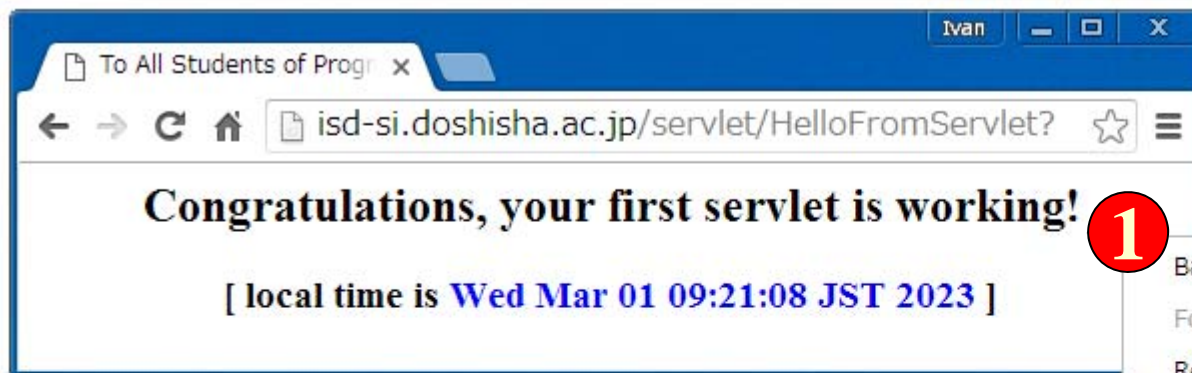 Ivan
To All Students of Progr
isd-si.doshisha.ac.jp/servlet/HelloFromServlet?
Congratulations, your first servlet is working!
1
[ local time is Wed Mar 01 09:21:08 JST 2023 ]